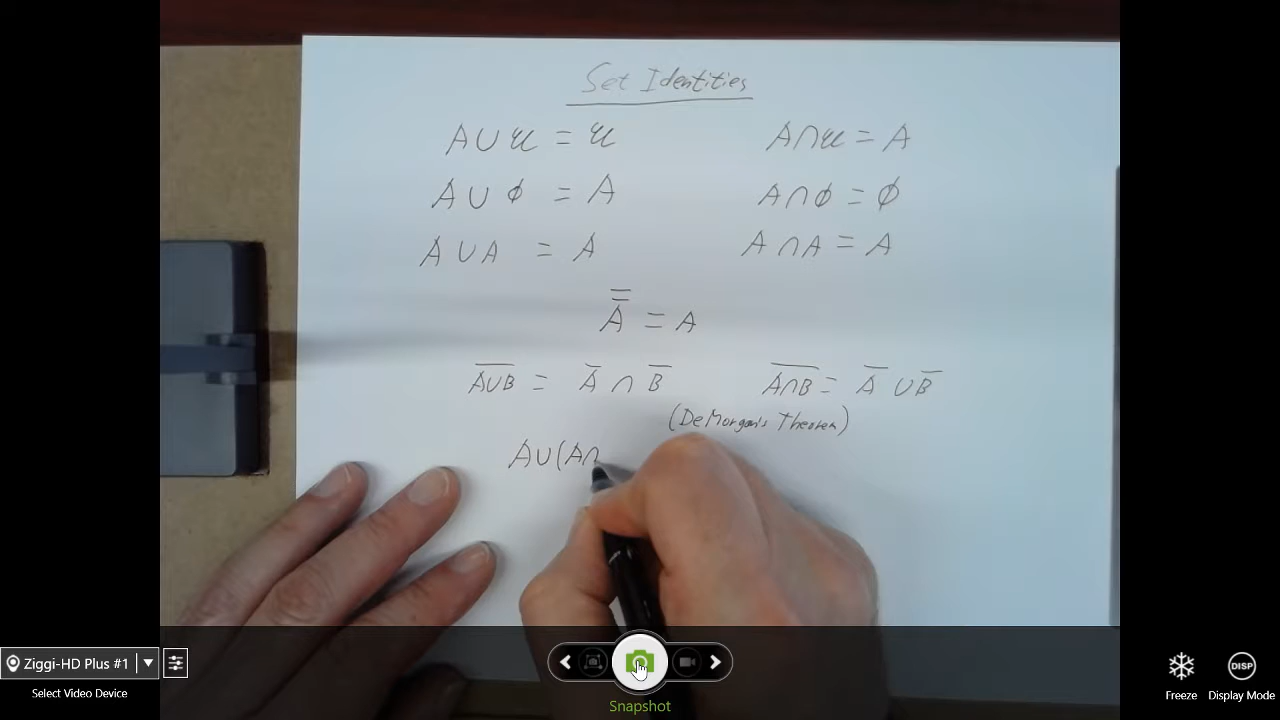 Set Identities
A∪𝒰 = 𝒰 A∩𝒰 = A
A∪ϕ = A A∩ϕ = ϕ
A∪A = A A∩A = A
A̿ = A
A∪B̅ = A̅ ∩ B̅ A∩B̅ = A̅ ∪ B̅
(DeMorgan's Theorem)
A∪(A∩
Ziggi-HD Plus #1
Select Video Device
Snapshot
Freeze
DISP
Display Mode